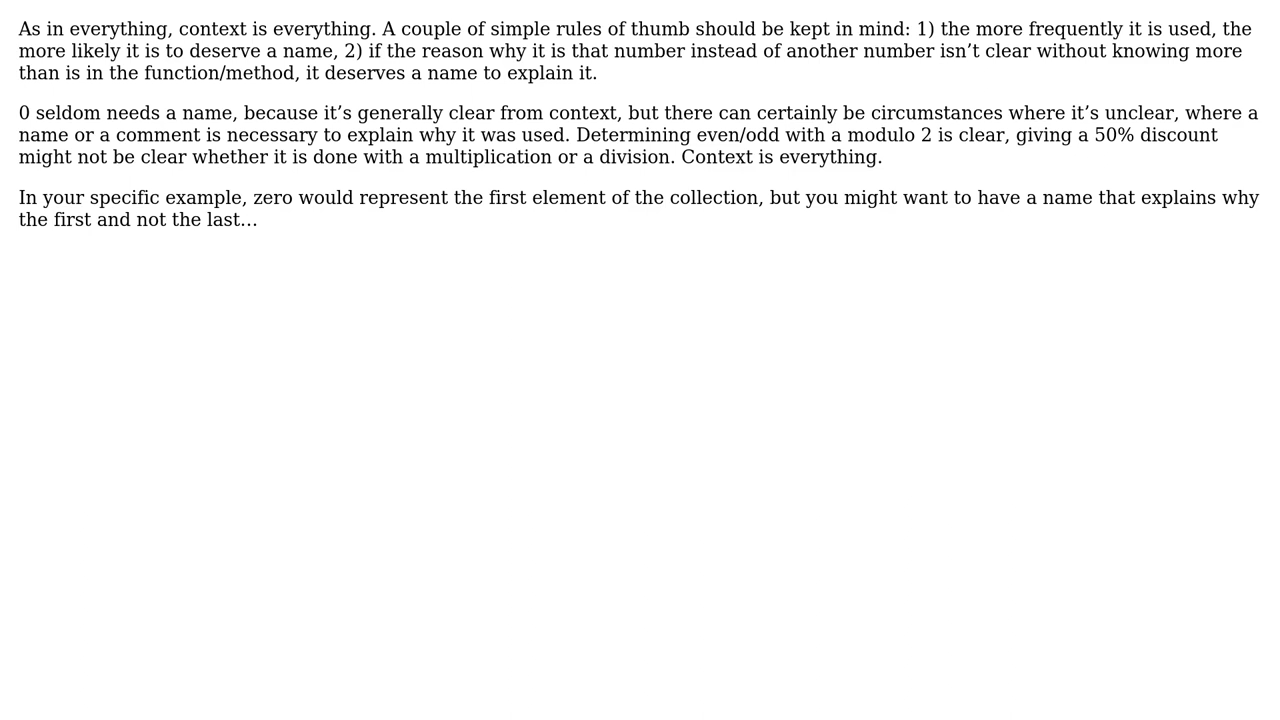 As in everything, context is everything. A couple of simple rules of thumb should be kept in mind: 1) the more frequently it is used, the
more likely it is to deserve a name, 2) if the reason why it is that number instead of another number isn’t clear without knowing more
than is in the function/method, it deserves a name to explain it.
0 seldom needs a name, because it’s generally clear from context, but there can certainly be circumstances where it’s unclear, where a
name or a comment is necessary to explain why it was used. Determining even/odd with a modulo 2 is clear, giving a 50% discount
might not be clear whether it is done with a multiplication or a division. Context is everything.
In your specific example, zero would represent the first element of the collection, but you might want to have a name that explains why
the first and not the last…